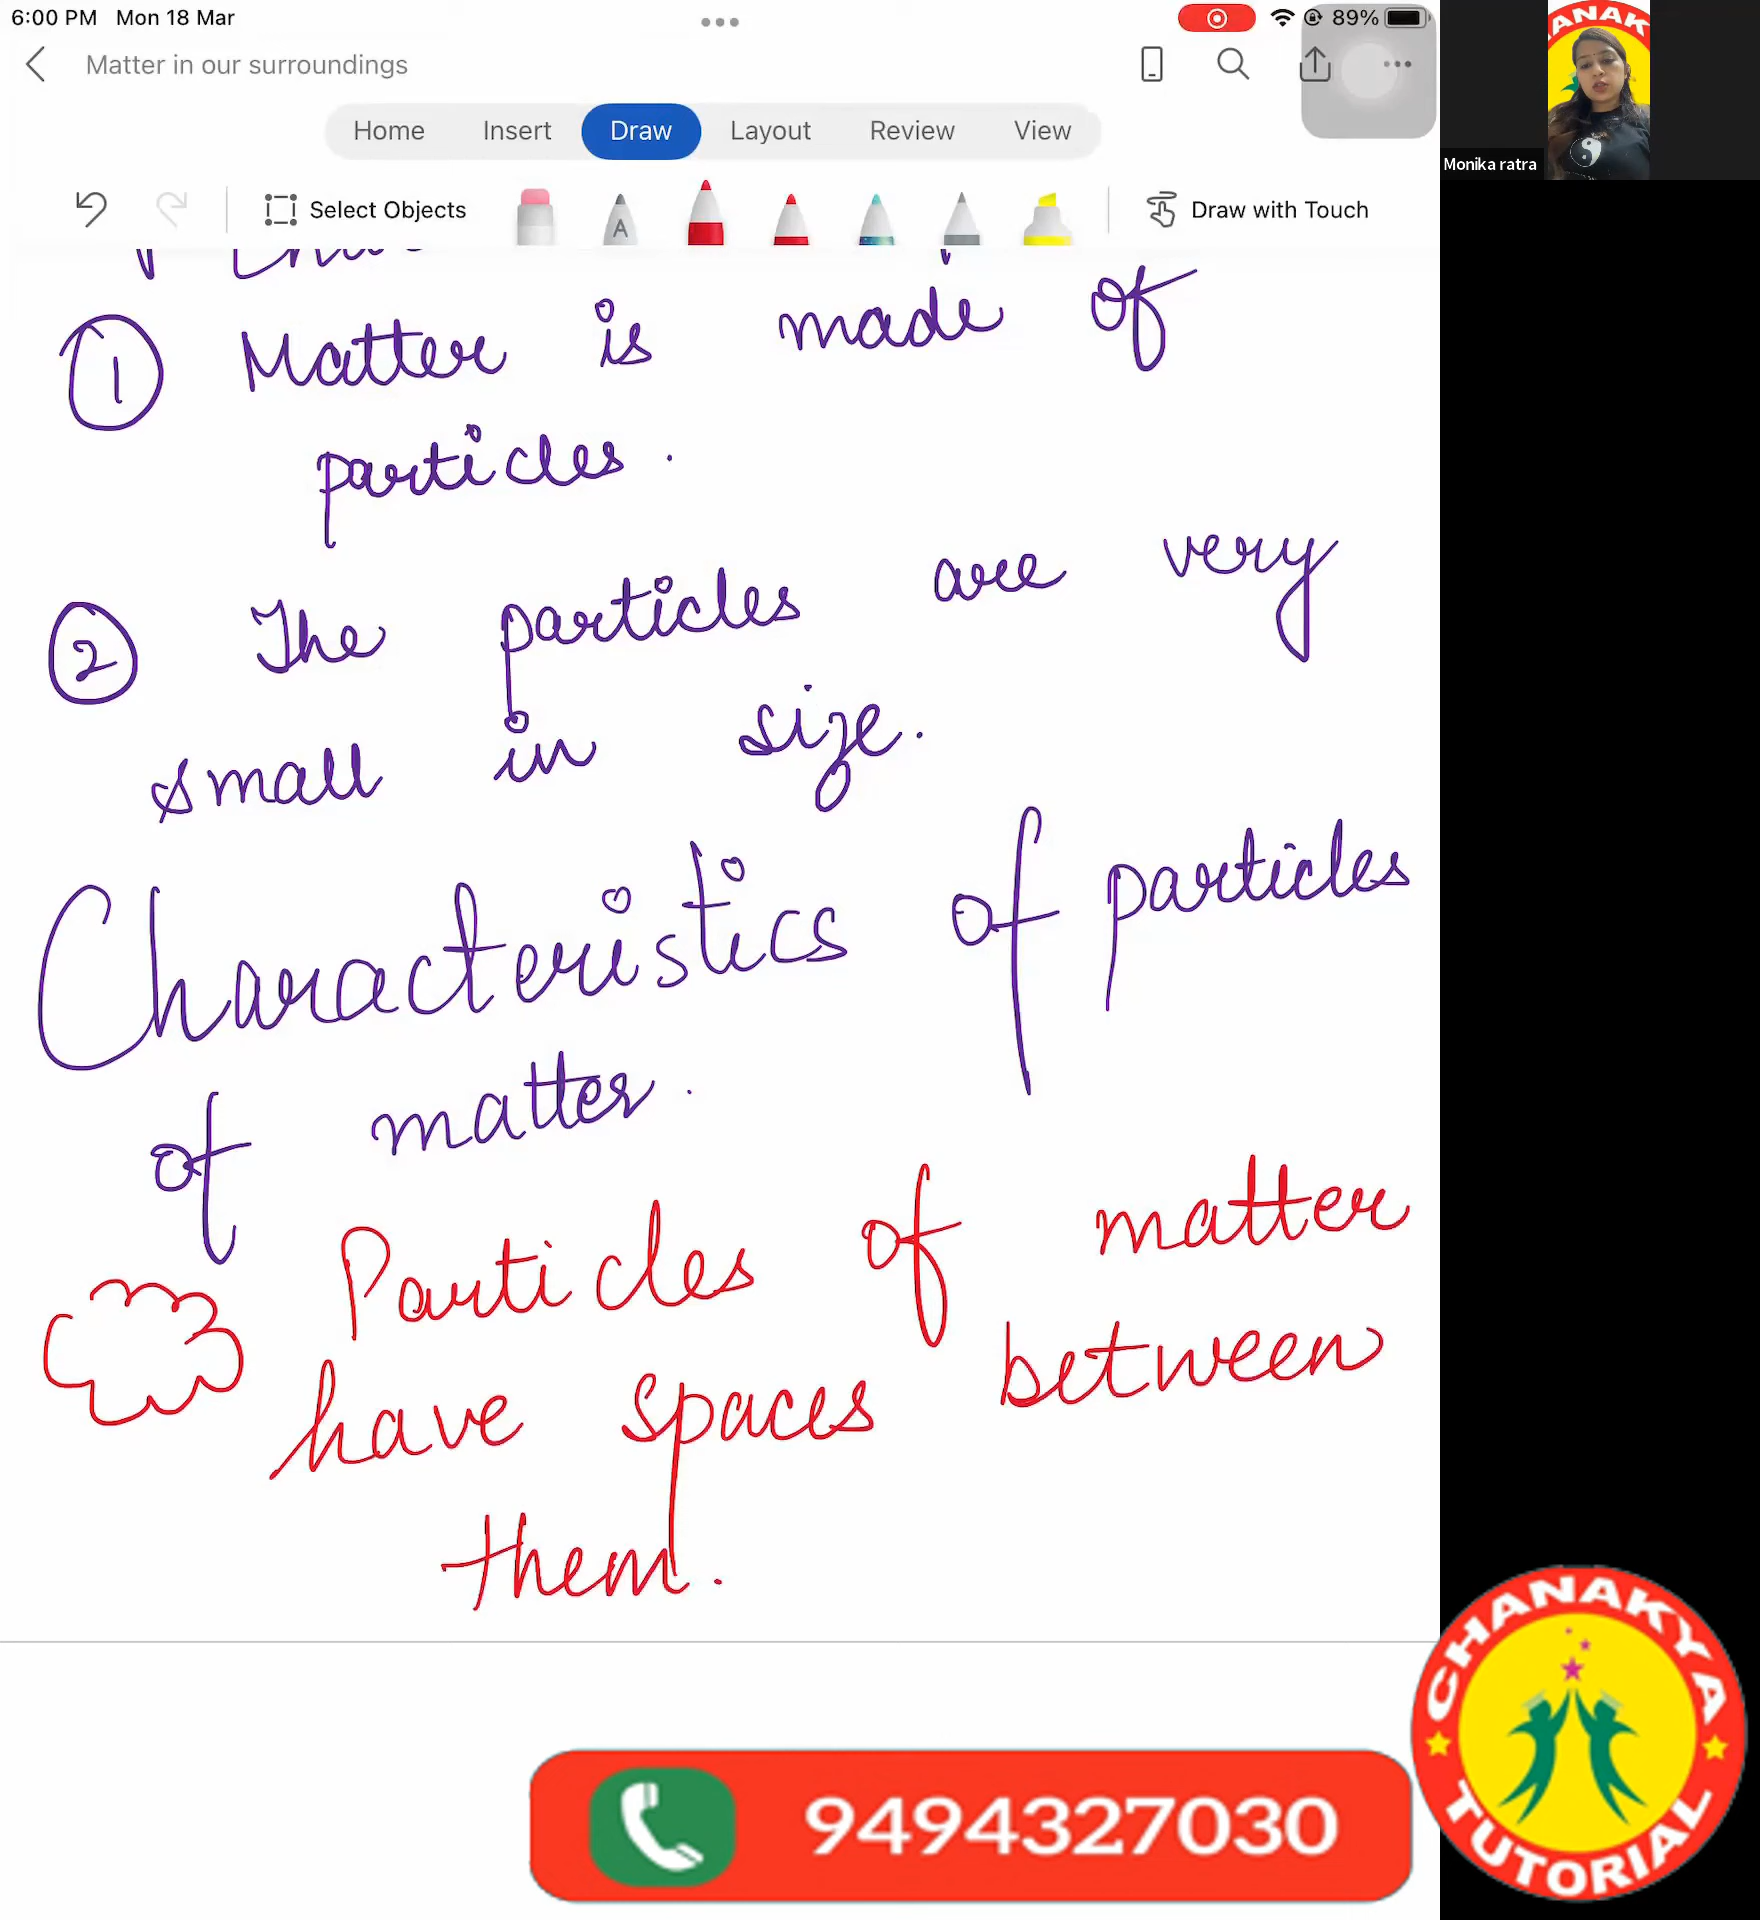 6:00 PM Mon 18 Mar
89%
Matter in our surroundings
Home Insert Draw Layout Review View
Select Objects
A
Draw with Touch
① Matter is made of
particles.
② The particles are very
small in size.
Characteristics of particles
of matter.
Particles of matter
have spaces between
them.
ANAK
Monika ratra
9494327030
CHANAKYA
TUTORIAL